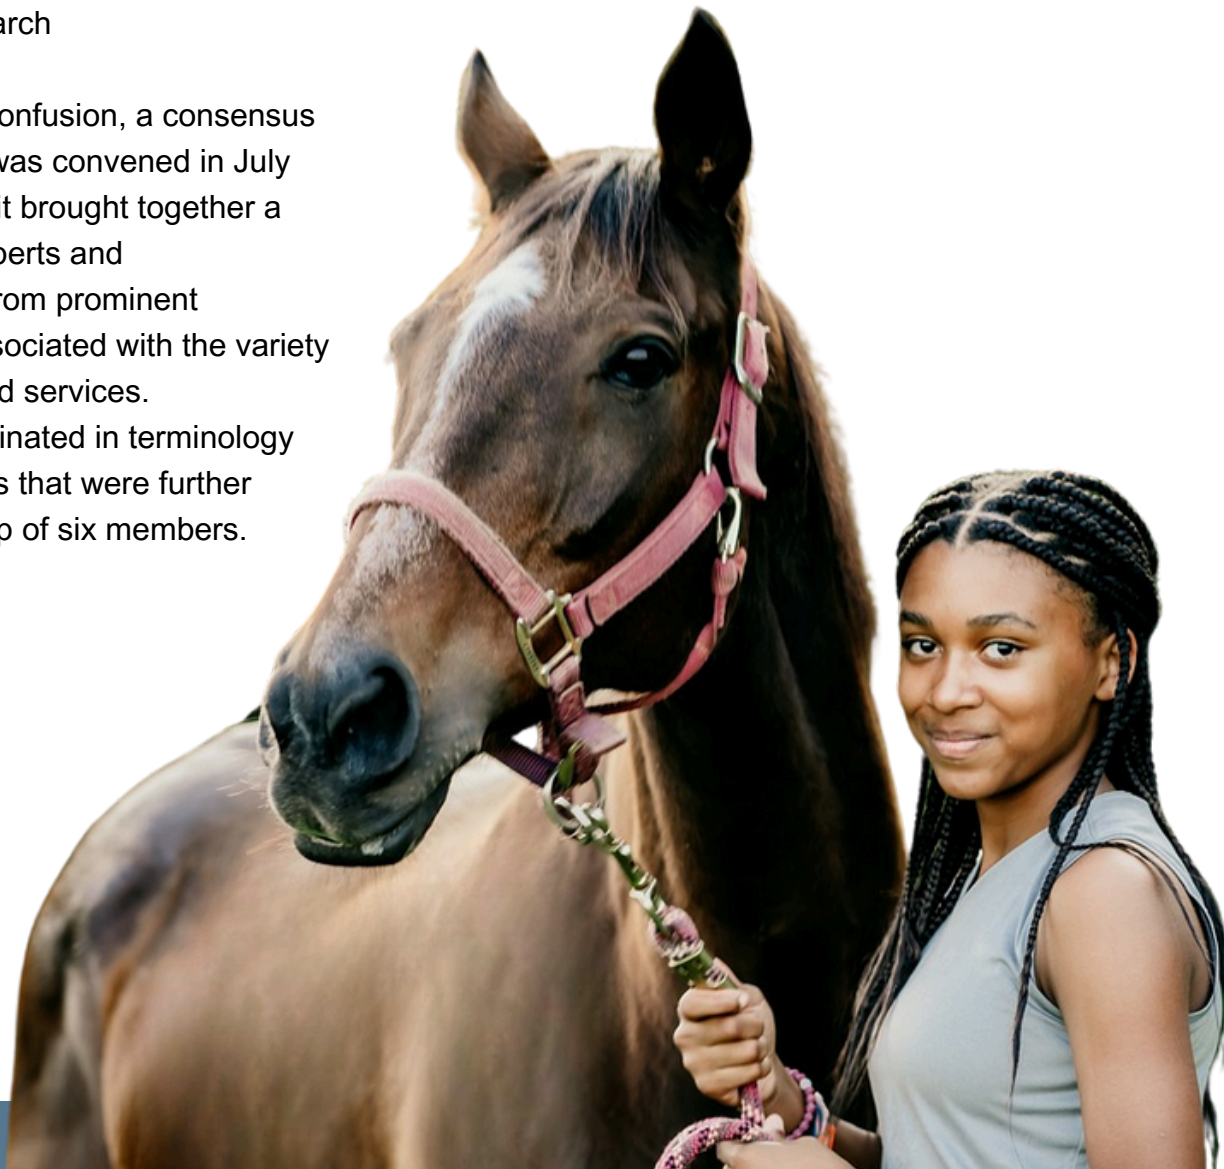 arch
onfusion, a consensus
was convened in July
it brought together a
perts and
rom prominent
sociated with the variety
d services.
inated in terminology
s that were further
p of six members.